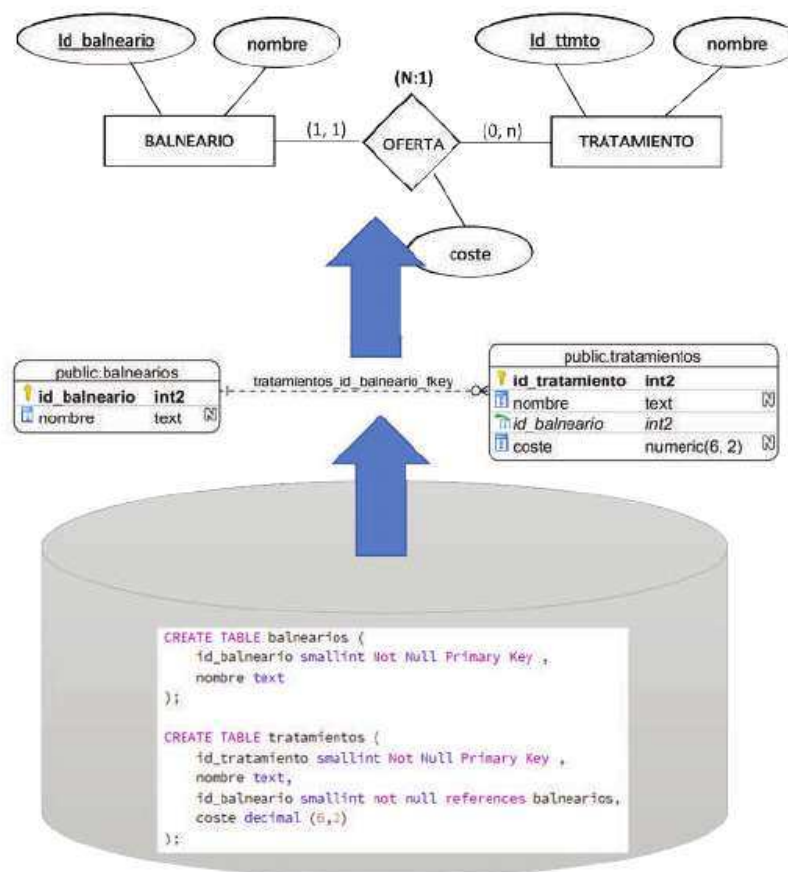 Id_balneario
nombre
Id_ttmto
nombre
(N:1)
BALNEARIO
(1, 1)
OFERTA
(0, n)
TRATAMIENTO
coste
public.balnearios
id_balneario int2
nombre text N
tratamientos_id_balneario_fkey
public.tratamientos
id_tratamiento int2
nombre text N
id_balneario int2
coste numeric(6, 2) N
CREATE TABLE balnearios (
id_balneario smallint Not Null Primary Key ,
nombre text
);
CREATE TABLE tratamientos (
id_tratamiento smallint Not Null Primary Key ,
nombre text,
id_balneario smallint not null references balnearios,
coste decimal (6,2)
);